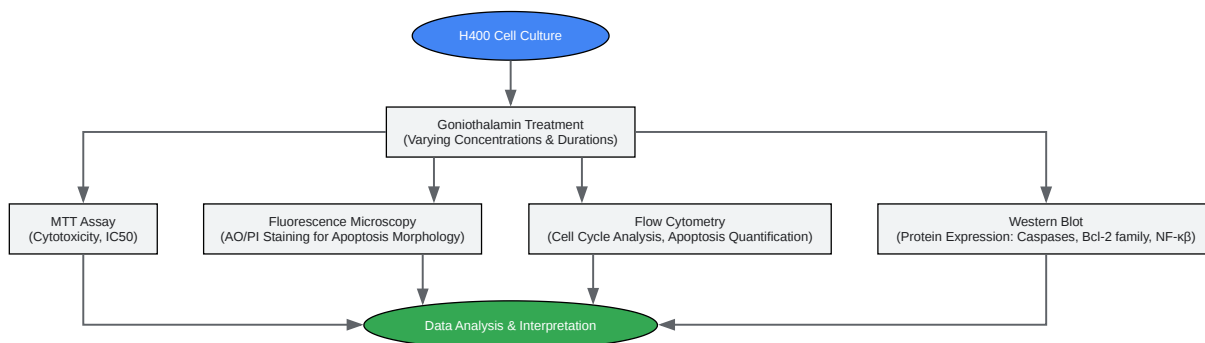 H400 Cell Culture
Goniothalamin Treatment
(Varying Concentrations & Durations)
MTT Assay
(Cytotoxicity, IC50)
Fluorescence Microscopy
(AO/PI Staining for Apoptosis Morphology)
Flow Cytometry
(Cell Cycle Analysis, Apoptosis Quantification)
Western Blot
(Protein Expression: Caspases, Bcl-2 family, NF-κβ)
Data Analysis & Interpretation